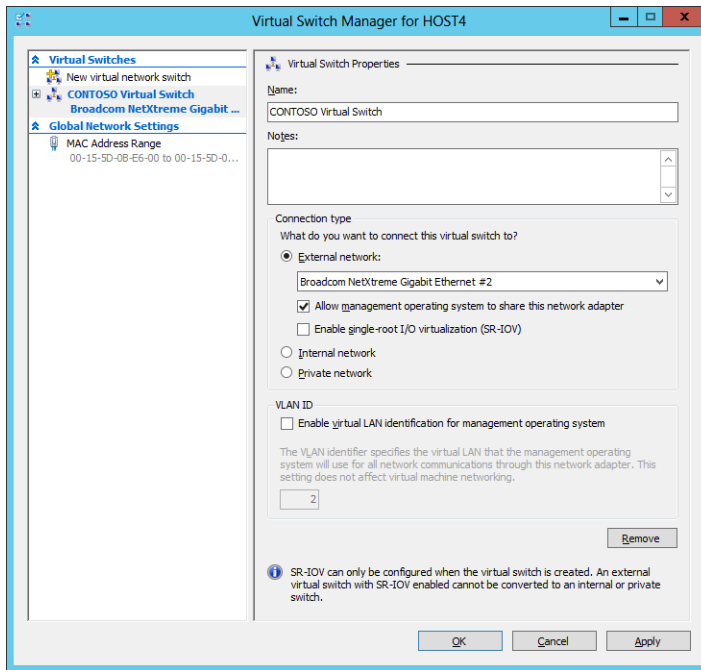 Virtual Switch Manager for HOST4
Virtual Switches
New virtual network switch
CONTOSO Virtual Switch
Broadcom NetXtreme Gigabit ...
Global Network Settings
MAC Address Range
00-15-5D-0B-E6-00 to 00-15-5D-0...
Virtual Switch Properties
Name:
CONTOSO Virtual Switch
Notes:
Connection type
What do you want to connect this virtual switch to?
External network:
Broadcom NetXtreme Gigabit Ethernet #2
Allow management operating system to share this network adapter
Enable single-root I/O virtualization (SR-IOV)
Internal network
Private network
VLAN ID
Enable virtual LAN identification for management operating system
The VLAN identifier specifies the virtual LAN that the management operating
system will use for all network communications through this network adapter. This
setting does not affect virtual machine networking.
2
Remove
SR-IOV can only be configured when the virtual switch is created. An external
virtual switch with SR-IOV enabled cannot be converted to an internal or private
switch.
OK
Cancel
Apply